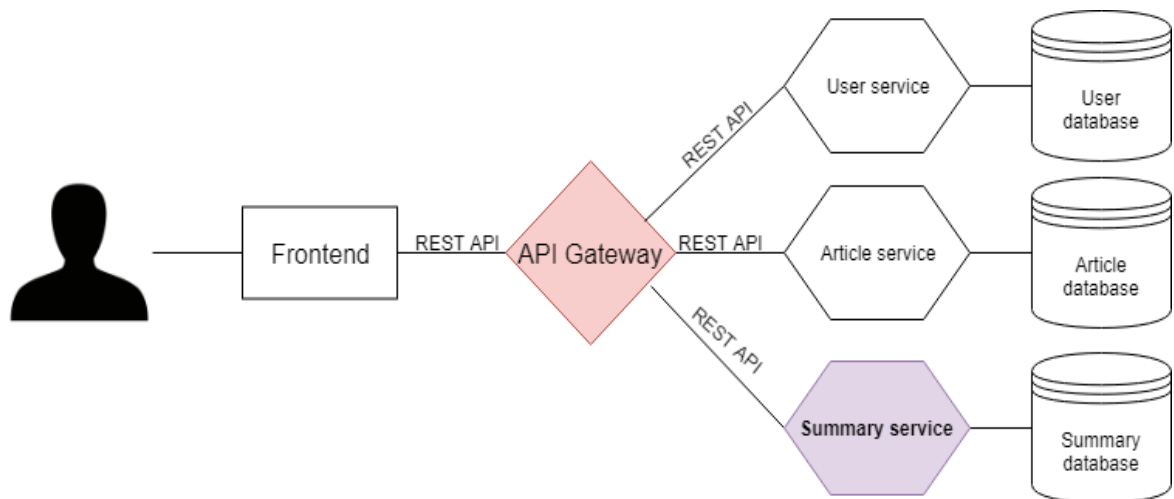 Frontend
REST API
API Gateway
REST API
User service
User
database
REST API
Article service
Article
database
REST API
Summary service
Summary
database